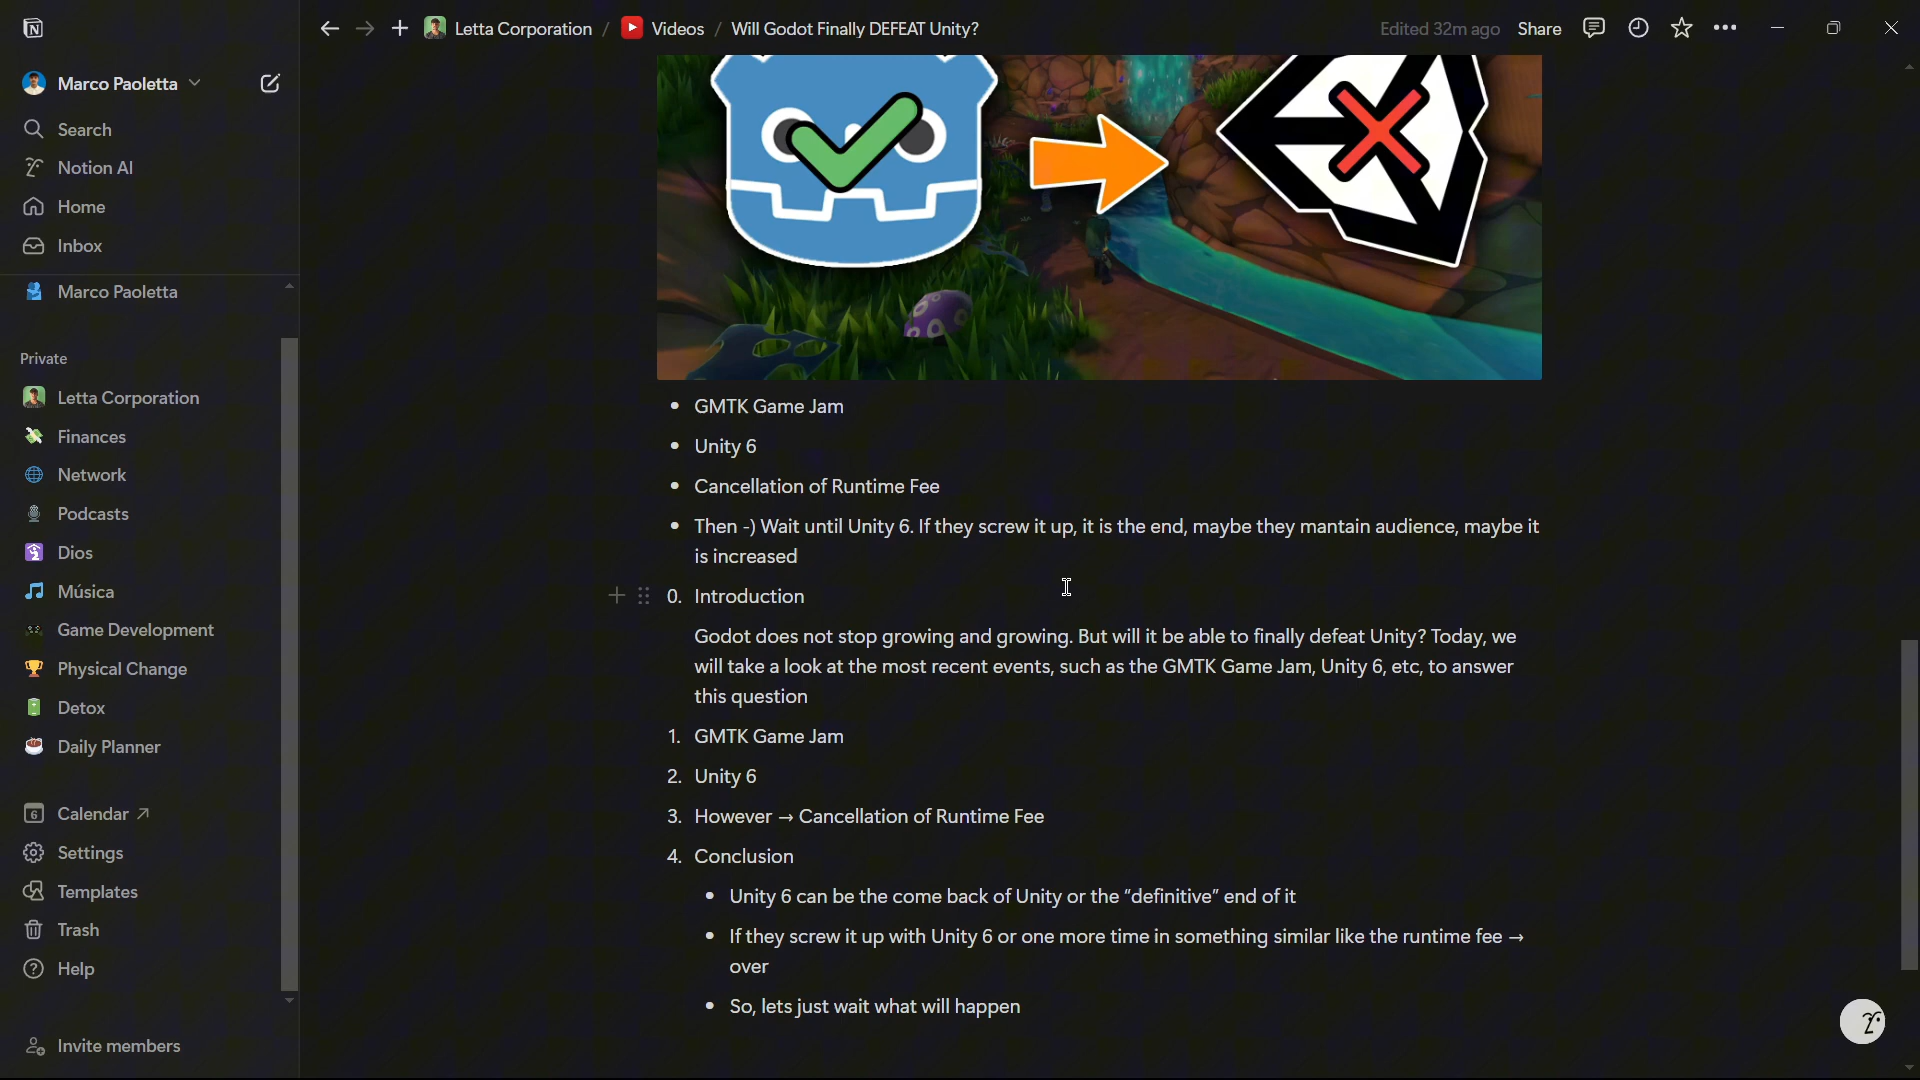 Letta Corporation / Videos / Will Godot Finally DEFEAT Unity?
Edited 32m ago Share
Marco Paoletta
Search
Notion AI
Home
Inbox
Marco Paoletta
Private
Letta Corporation
Finances
Network
Podcasts
Dios
Música
Game Development
Physical Change
Detox
Daily Planner
6 Calendar ↗
Settings
Templates
Trash
Help
Invite members
• GMTK Game Jam
• Unity 6
• Cancellation of Runtime Fee
• Then -) Wait until Unity 6. If they screw it up, it is the end, maybe they mantain audience, maybe it
is increased
0. Introduction
Godot does not stop growing and growing. But will it be able to finally defeat Unity? Today, we
will take a look at the most recent events, such as the GMTK Game Jam, Unity 6, etc, to answer
this question
1. GMTK Game Jam
2. Unity 6
3. However → Cancellation of Runtime Fee
4. Conclusion
• Unity 6 can be the come back of Unity or the “definitive” end of it
• If they screw it up with Unity 6 or one more time in something similar like the runtime fee →
over
• So, lets just wait what will happen